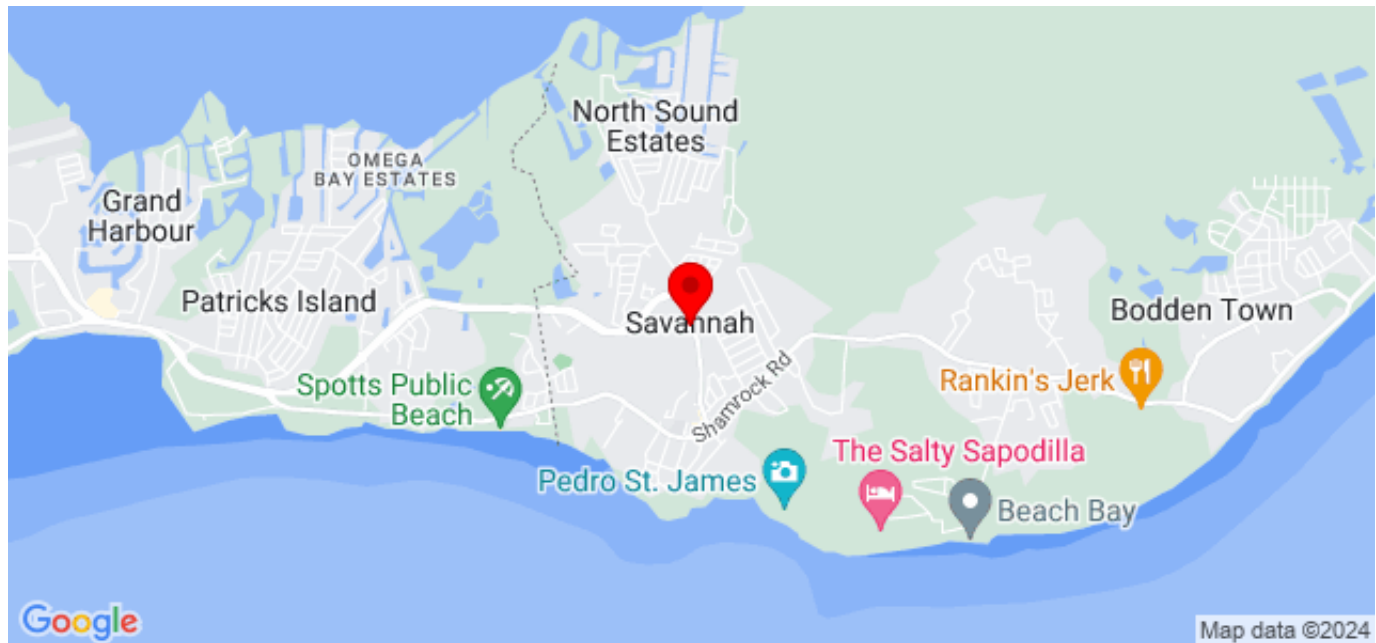 North Sound
Estates
OMEGA
BAY ESTATES
Grand
Harbour
Patricks Island
Savannah
Bodden Town
Spotts Public
Beach
Shamrock Rd
Rankin's Jerk
The Salty Sapodilla
Pedro St. James
Beach Bay
Google
Map data ©2024